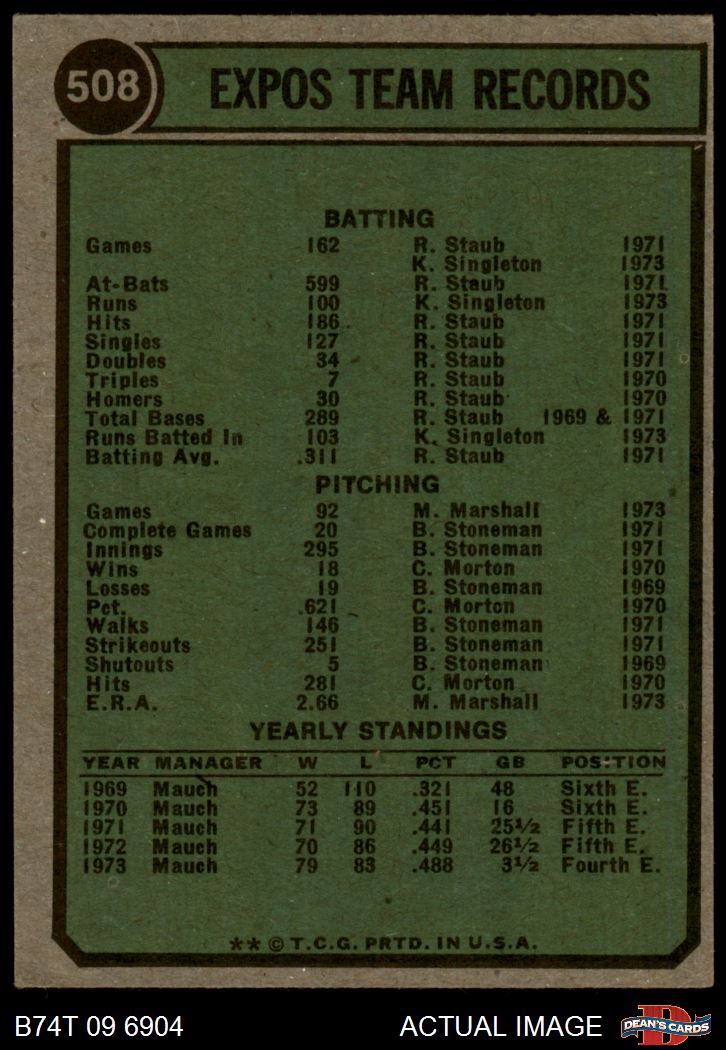 508 EXPOS TEAM RECORDS
BATTING
Games 162 R. Staub 1971
K. Singleton 1973
At-Bats 599 R. Staub 1971
Runs 100 K. Singleton 1973
Hits 186 R. Staub 1971
Singles 127 R. Staub 1971
Doubles 34 R. Staub 1971
Triples 7 R. Staub 1970
Homers 30 R. Staub 1970
Total Bases 289 R. Staub 1969 & 1971
Runs Batted In 103 K. Singleton 1973
Batting Avg. .311 R. Staub 1971
PITCHING
Games 92 M. Marshall 1973
Complete Games 20 B. Stoneman 1971
Innings 295 B. Stoneman 1971
Wins 18 C. Morton 1970
Losses 19 B. Stoneman 1969
Pct. .621 C. Morton 1970
Walks 146 B. Stoneman 1971
Strikeouts 251 B. Stoneman 1971
Shutouts 5 B. Stoneman 1969
Hits 281 C. Morton 1970
E.R.A. 2.66 M. Marshall 1973
YEARLY STANDINGS
YEAR MANAGER W L PCT GB POSITION
1969 Mauch 52 110 .321 48 Sixth E.
1970 Mauch 73 89 .451 16 Sixth E.
1971 Mauch 71 90 .441 25½ Fifth E.
1972 Mauch 70 86 .449 26½ Fifth E.
1973 Mauch 79 83 .488 3½ Fourth E.
** © T.C.G. PRTD. IN U.S.A.
B74T 09 6904 ACTUAL IMAGE D DEAN'S CARDS